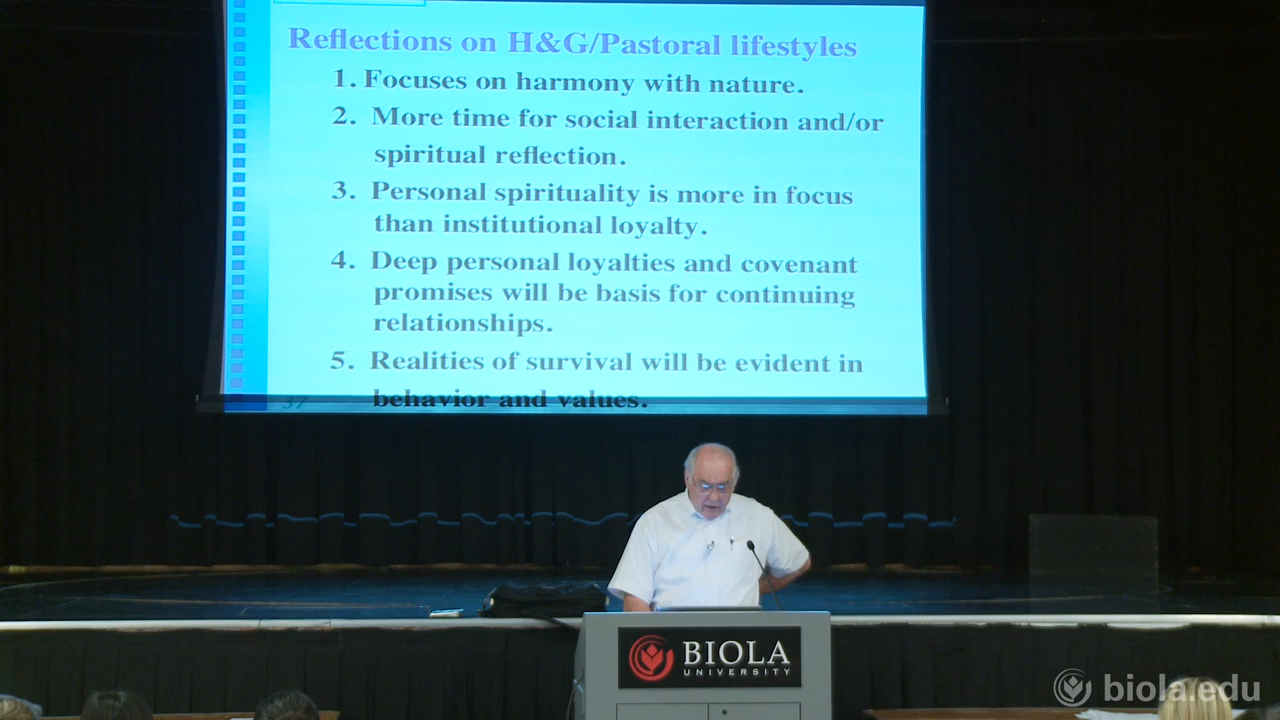 Reflections on H&G/Pastoral lifestyles
1. Focuses on harmony with nature.
2. More time for social interaction and/or
spiritual reflection.
3. Personal spirituality is more in focus
than institutional loyalty.
4. Deep personal loyalties and covenant
promises will be basis for continuing
relationships.
5. Realities of survival will be evident in
behavior and values.
37
BIOLA
UNIVERSITY
biola.edu